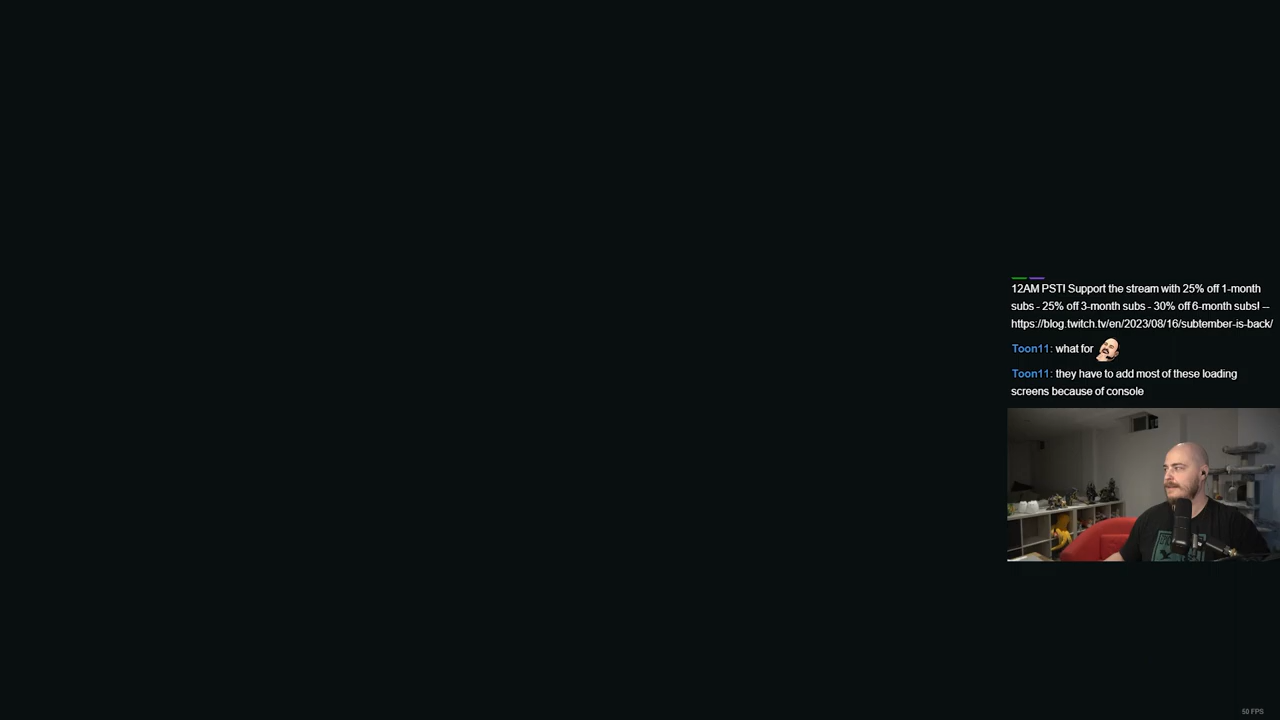 12AM PST! Support the stream with 25% off 1-month
subs - 25% off 3-month subs - 30% off 6-month subs! --
https://blog.twitch.tv/en/2023/08/16/subtember-is-back/
Toon11: what for
Toon11: they have to add most of these loading
screens because of console
50 FPS